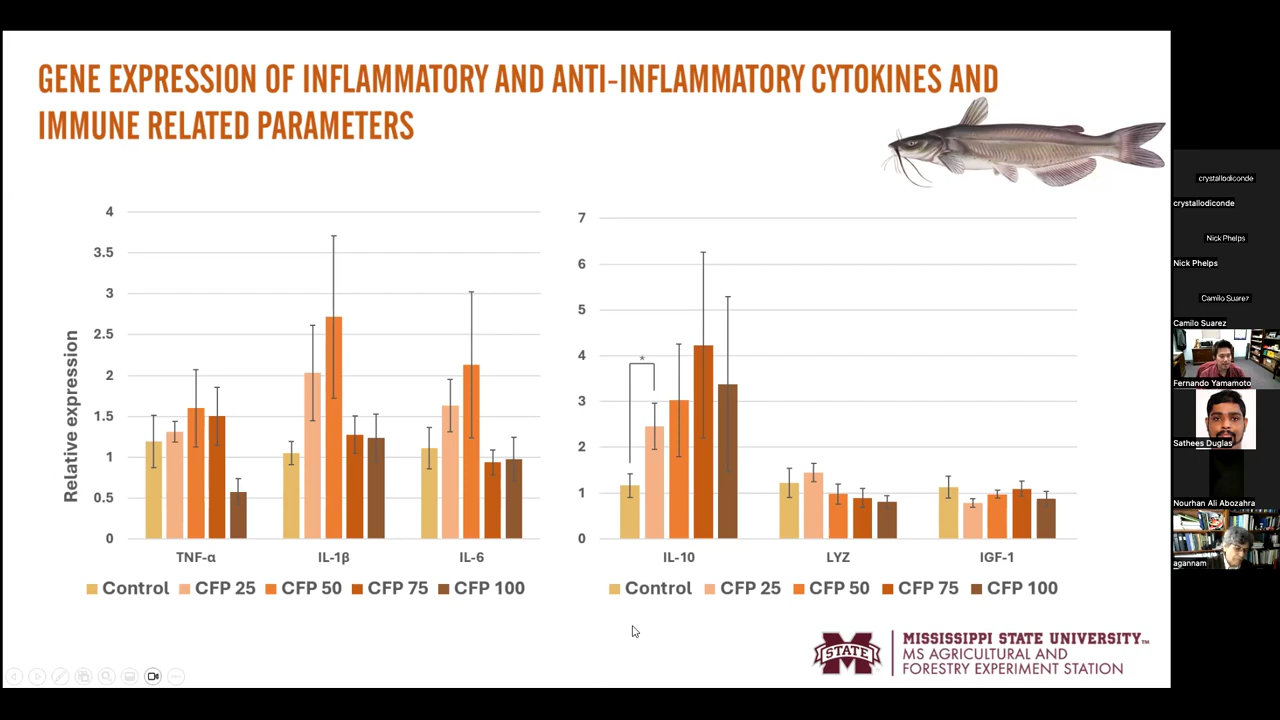 GENE EXPRESSION OF INFLAMMATORY AND ANTI-INFLAMMATORY CYTOKINES AND
IMMUNE RELATED PARAMETERS
Relative expression
4
3.5
3
2.5
2
1.5
1
0.5
0
TNF-α IL-1β IL-6
Control CFP 25 CFP 50 CFP 75 CFP 100
7
6
5
4
3
2
1
0
*
IL-10 LYZ IGF-1
Control CFP 25 CFP 50 CFP 75 CFP 100
STATE
MISSISSIPPI STATE UNIVERSITY™
MS AGRICULTURAL AND
FORESTRY EXPERIMENT STATION
crystallodiconde
crystallodiconde
Nick Phelps
Nick Phelps
Camilo Suarez
Camilo Suarez
Fernando Yamamoto
Sathees Duglas
Nourhan Ali Abozahra
agannam